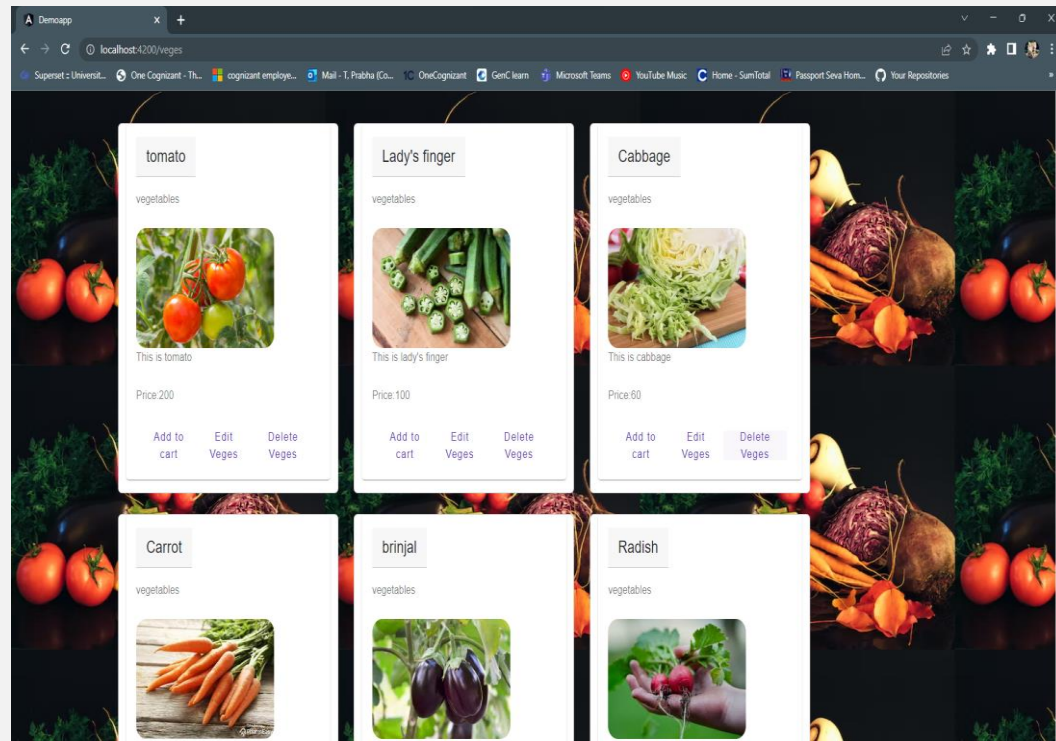 Demoapp
localhost:4200/veges
Superset :: Universit... One Cognizant - Th... cognizant employe... Mail - T, Prabha (Co... 1C OneCognizant GenC learn Microsoft Teams YouTube Music Home - SumTotal Passport Seva Hom... Your Repositories »
tomato
vegetables
This is tomato
Price:200
Add to
cart
Edit
Veges
Delete
Veges
Lady's finger
vegetables
This is lady's finger
Price:100
Add to
cart
Edit
Veges
Delete
Veges
Cabbage
vegetables
This is cabbage
Price:60
Add to
cart
Edit
Veges
Delete
Veges
Carrot
vegetables
brinjal
vegetables
Radish
vegetables